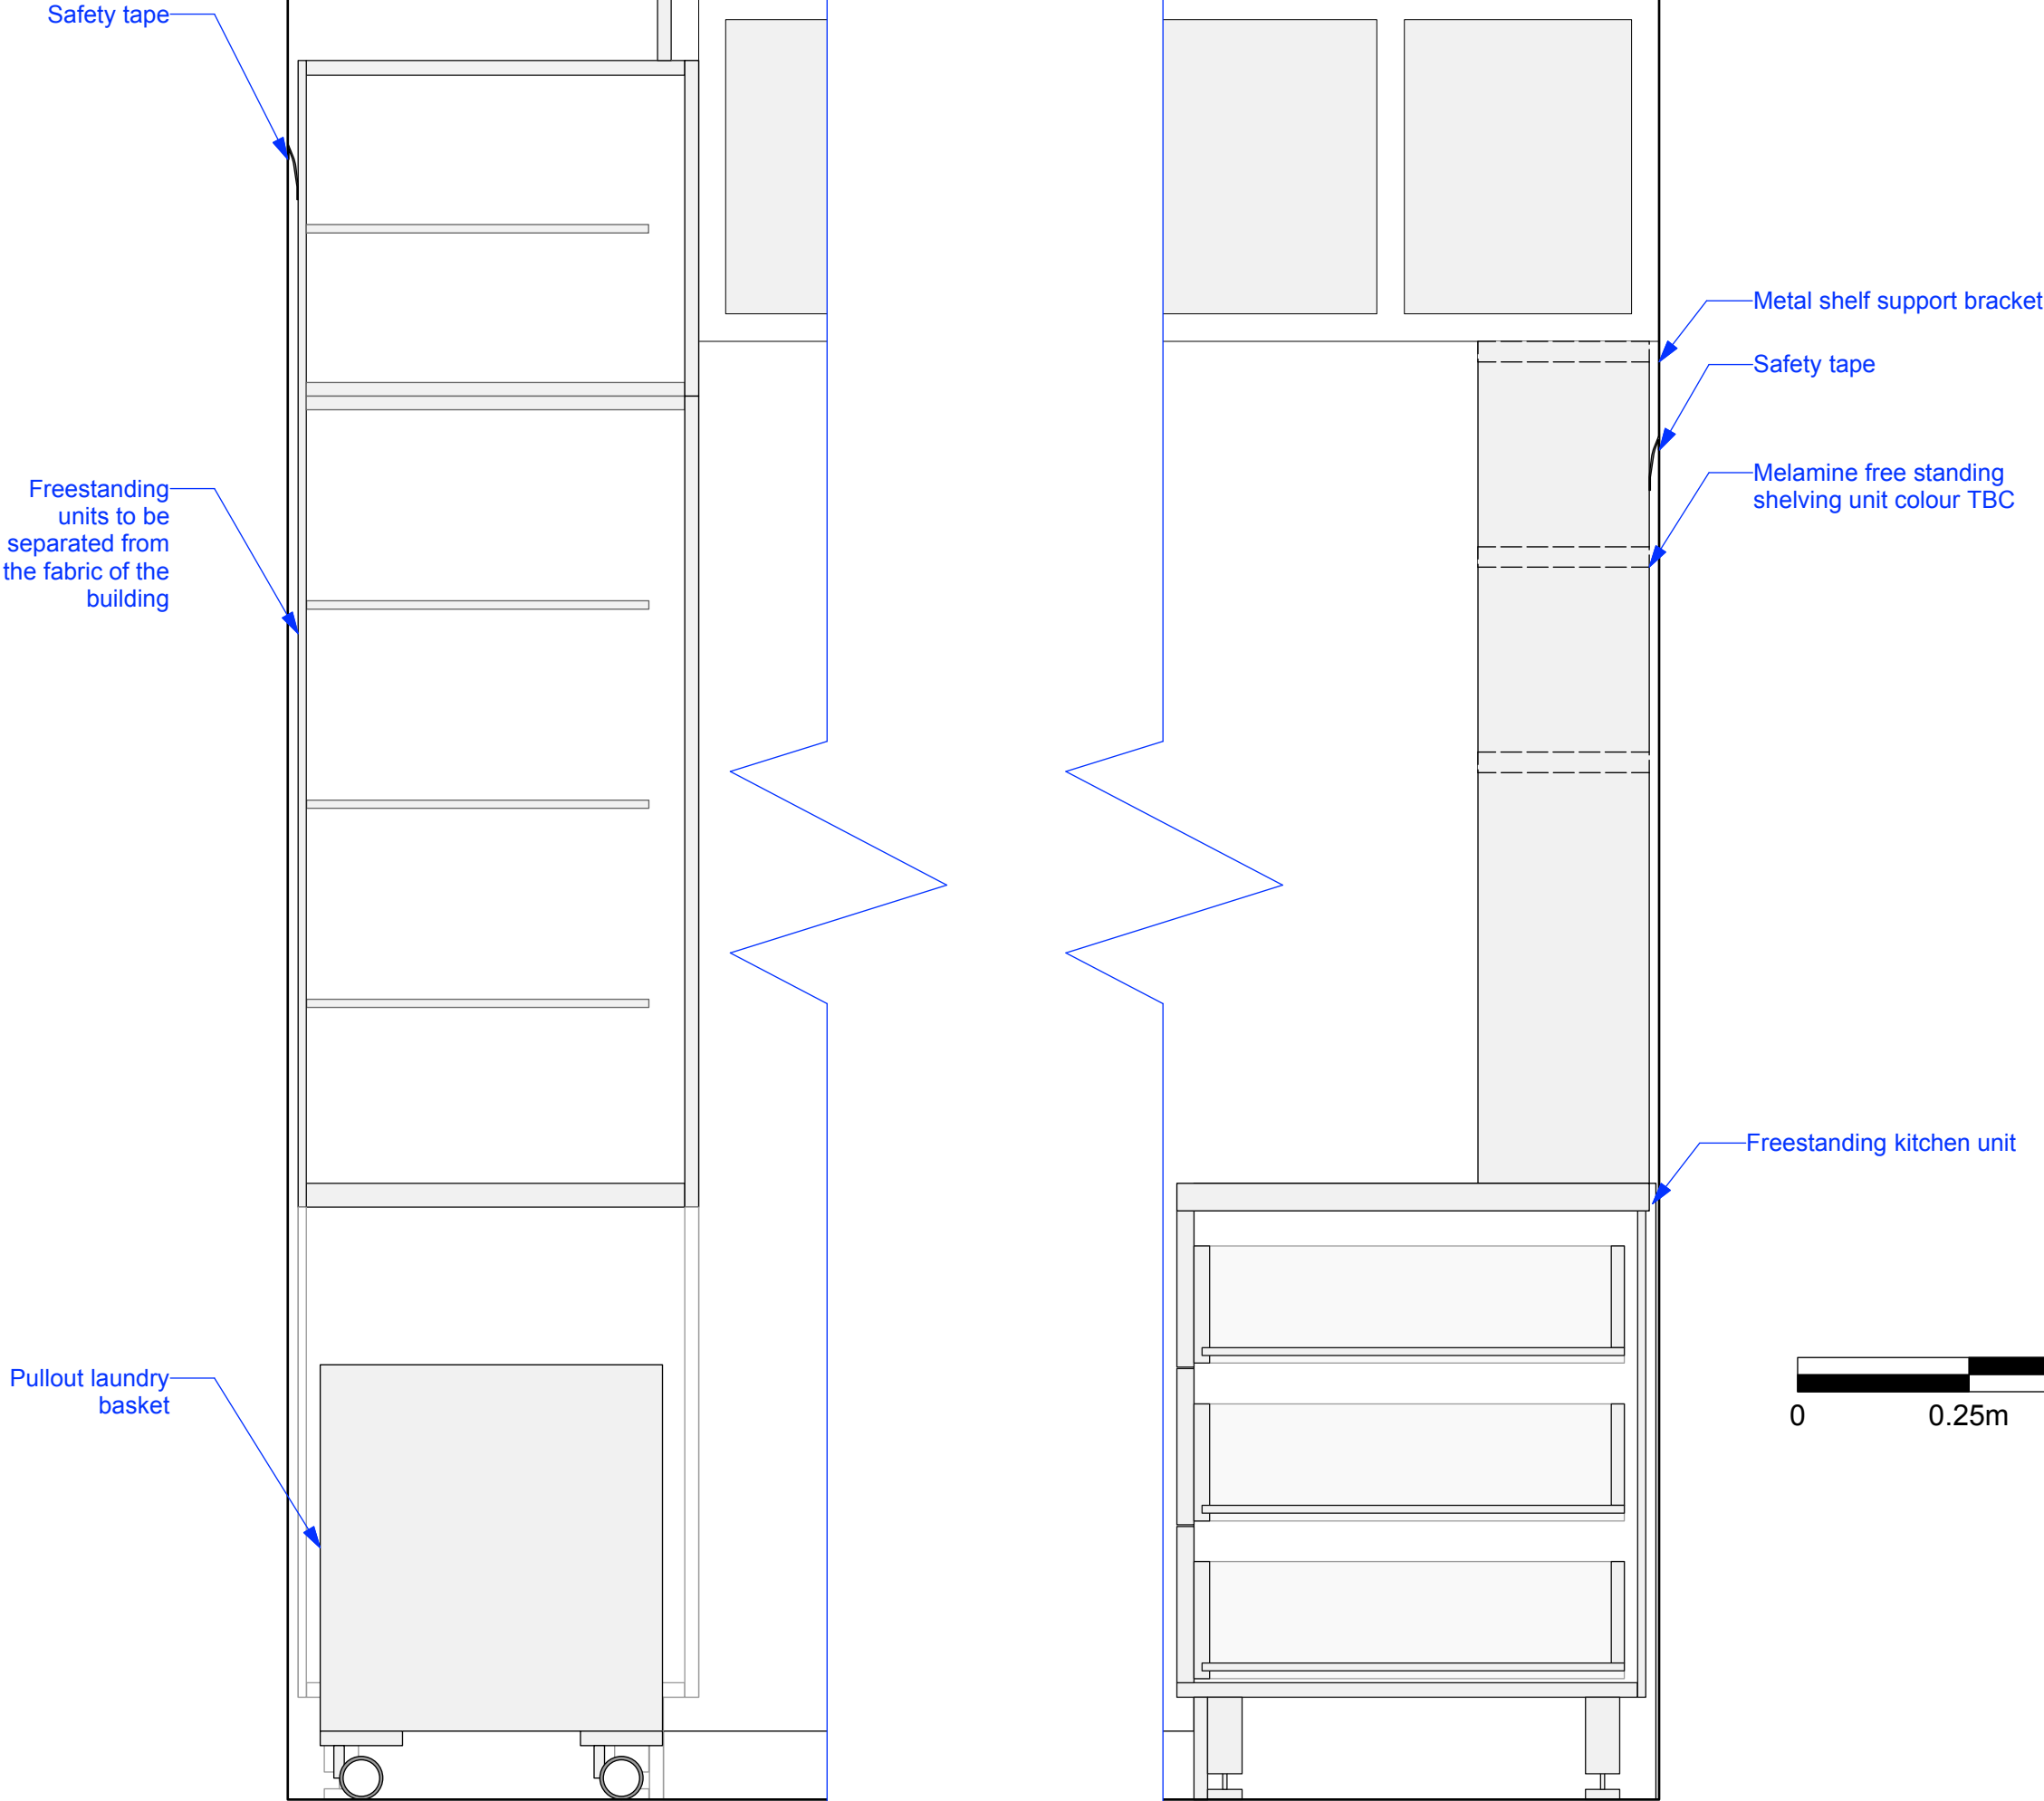 Safety tape
Freestanding
units to be
separated from
the fabric of the
building
Pullout laundry
basket
Metal shelf support bracket
Safety tape
Melamine free standing
shelving unit colour TBC
Freestanding kitchen unit
0 0.25m